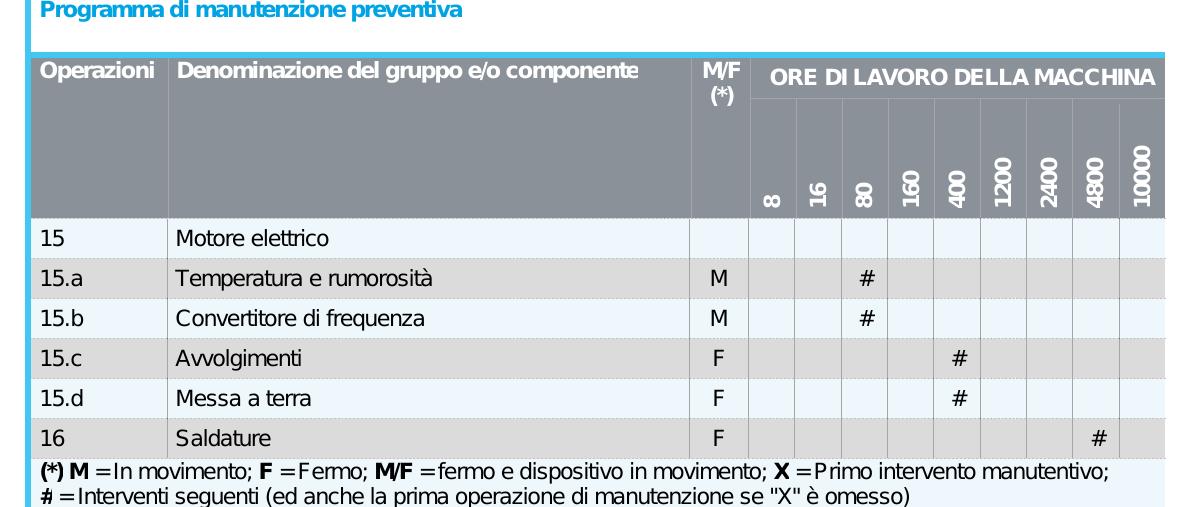 Programma di manutenzione preventiva
Operazioni Denominazione del gruppo e/o componente M/F (*) ORE DI LAVORO DELLA MACCHINA
8 16 80 160 400 1200 2400 4800 10000
15 Motore elettrico
15.a Temperatura e rumorosità M #
15.b Convertitore di frequenza M #
15.c Avvolgimenti F #
15.d Messa a terra F #
16 Saldature F #
(*) M = In movimento; F = Fermo; M/F = fermo e dispositivo in movimento; X = Primo intervento manutentivo;
# = Interventi seguenti (ed anche la prima operazione di manutenzione se "X" è omesso)